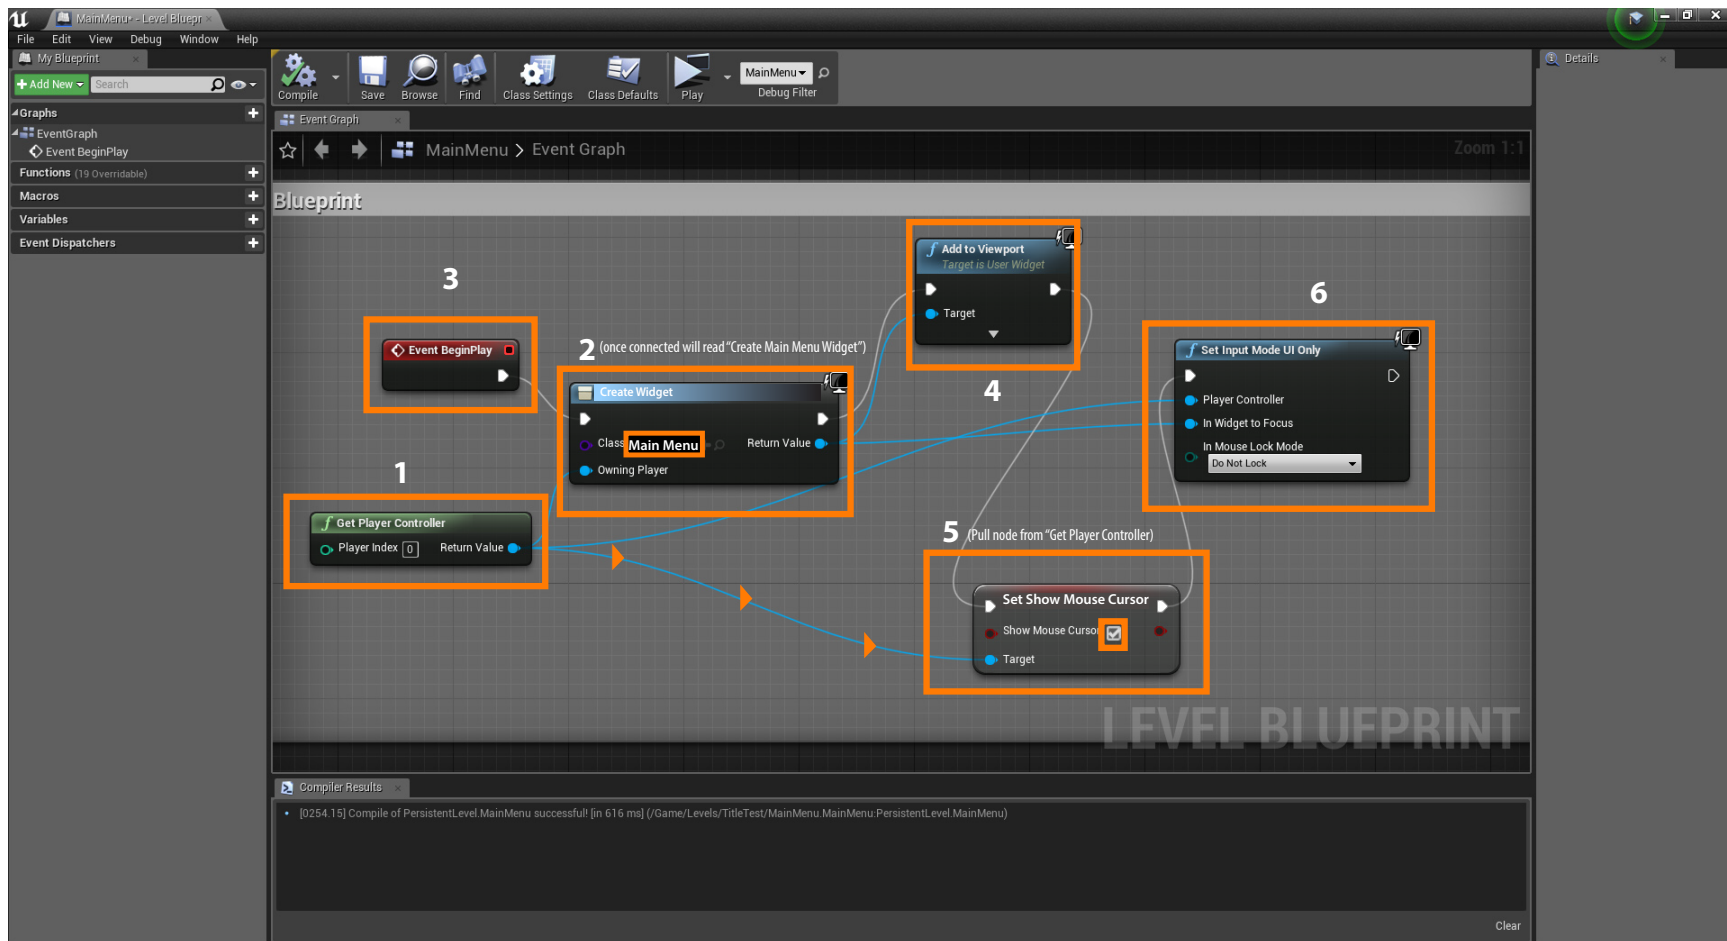 MainMenu* - Level Bluepr
File Edit View Debug Window Help
My Blueprint
Details
Add New
Search
Compile
Save
Browse
Find
Class Settings
Class Defaults
Play
MainMenu
Debug Filter
Graphs
EventGraph
Event BeginPlay
Functions (19 Overridable)
Macros
Variables
Event Dispatchers
Event Graph
MainMenu > Event Graph
Zoom 1:1
Blueprint
Add to Viewport
Target is User Widget
Target
3
Event BeginPlay
2 (once connected will read "Create Main Menu Widget")
Create Widget
Class Main Menu
Return Value
Owning Player
4
6
Set Input Mode UI Only
Player Controller
In Widget to Focus
In Mouse Lock Mode
Do Not Lock
1
Get Player Controller
Player Index 0
Return Value
5 (Pull node from "Get Player Controller)
Set Show Mouse Cursor
Show Mouse Cursor
Target
LEVEL BLUEPRINT
Compiler Results
[0254.15] Compile of PersistentLevel.MainMenu successful! [in 616 ms] (/Game/Levels/TitleTest/MainMenu.MainMenu:PersistentLevel.MainMenu)
Clear